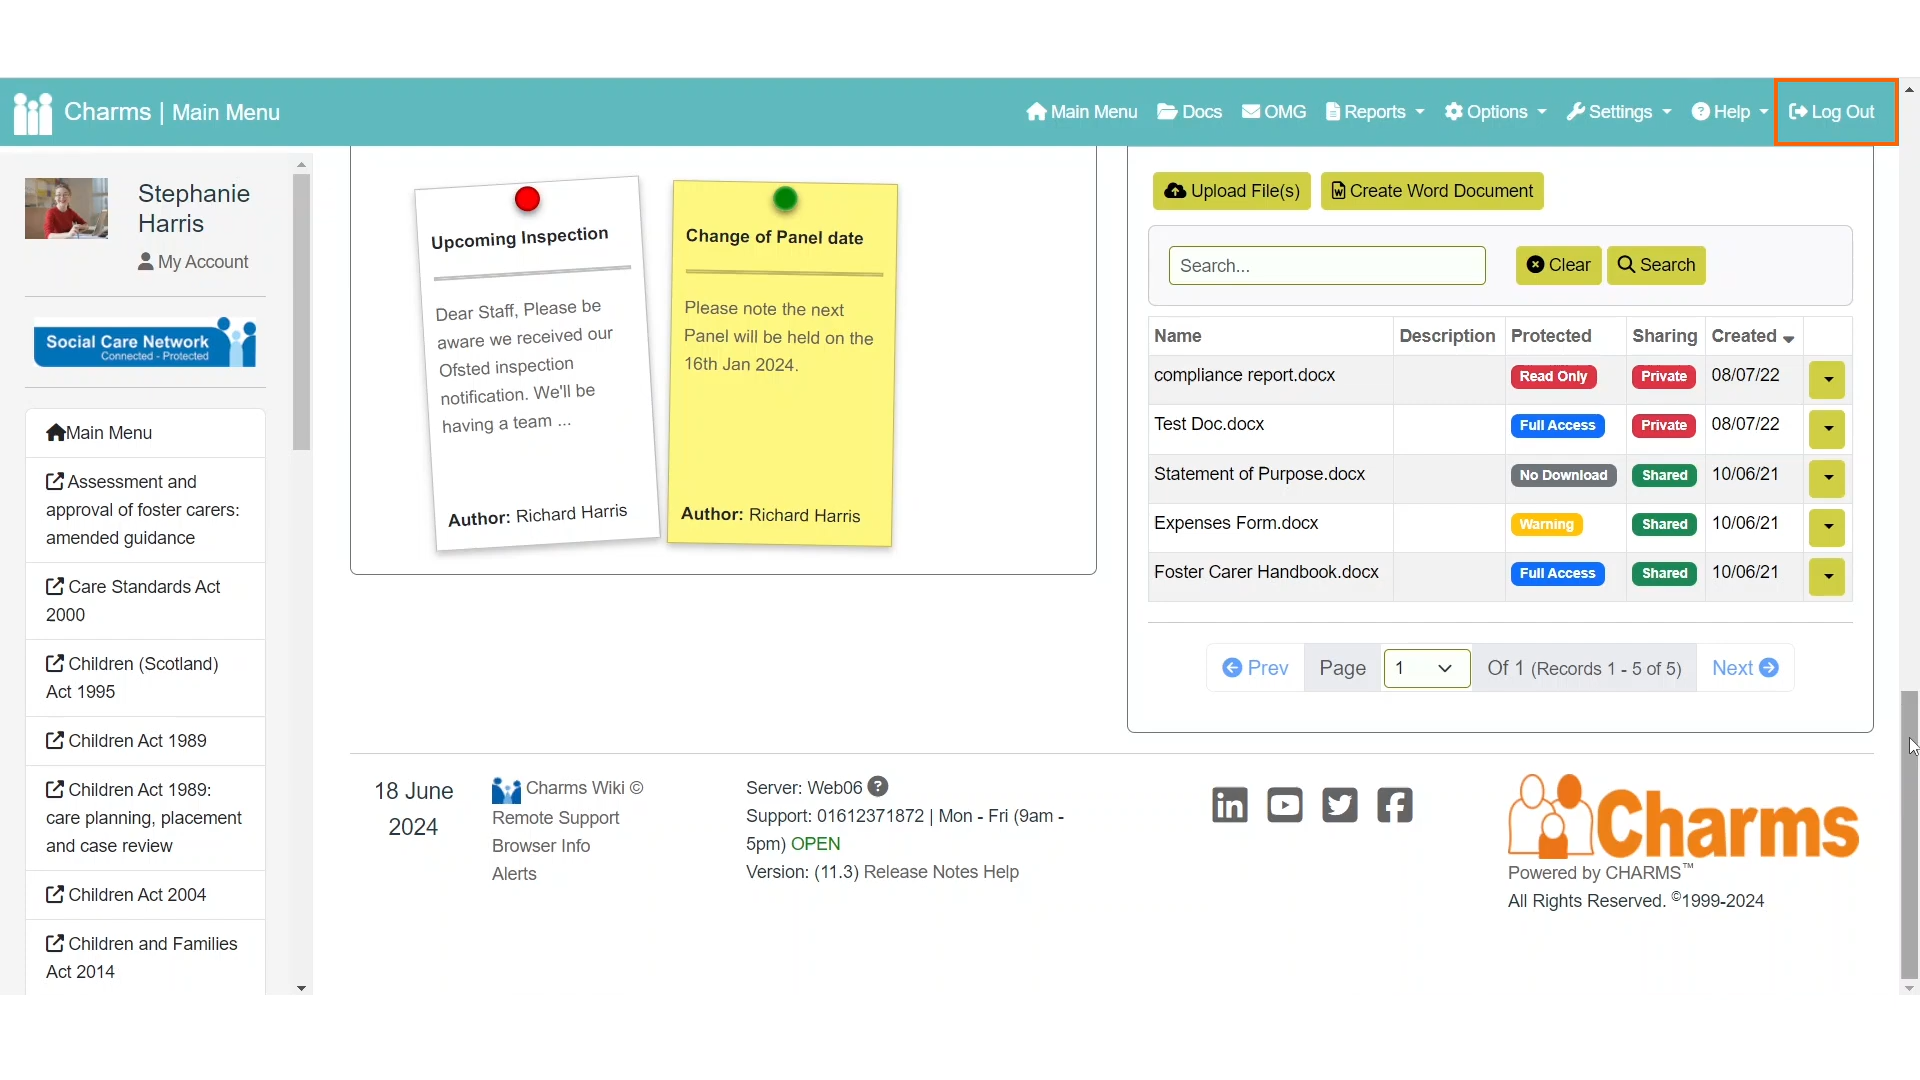 Charms | Main Menu
Main Menu Docs OMG Reports Options Settings Help Log Out
Stephanie
Harris
My Account
Social Care Network
Connected - Protected
Main Menu
Assessment and
approval of foster carers:
amended guidance
Care Standards Act
2000
Children (Scotland)
Act 1995
Children Act 1989
Children Act 1989:
care planning, placement
and case review
Children Act 2004
Children and Families
Act 2014
Upcoming Inspection
Dear Staff, Please be
aware we received our
Ofsted inspection
notification. We'll be
having a team ...
Author: Richard Harris
Change of Panel date
Please note the next
Panel will be held on the
16th Jan 2024.
Author: Richard Harris
Upload File(s) Create Word Document
Search... Clear Search
Name Description Protected Sharing Created
compliance report.docx Read Only Private 08/07/22
Test Doc.docx Full Access Private 08/07/22
Statement of Purpose.docx No Download Shared 10/06/21
Expenses Form.docx Warning Shared 10/06/21
Foster Carer Handbook.docx Full Access Shared 10/06/21
Prev Page 1 Of 1 (Records 1 - 5 of 5) Next
18 June
2024
Charms Wiki ©
Remote Support
Browser Info
Alerts
Server: Web06
Support: 01612371872 | Mon - Fri (9am -
5pm) OPEN
Version: (11.3) Release Notes Help
Charms
Powered by CHARMS™
All Rights Reserved. ©1999-2024